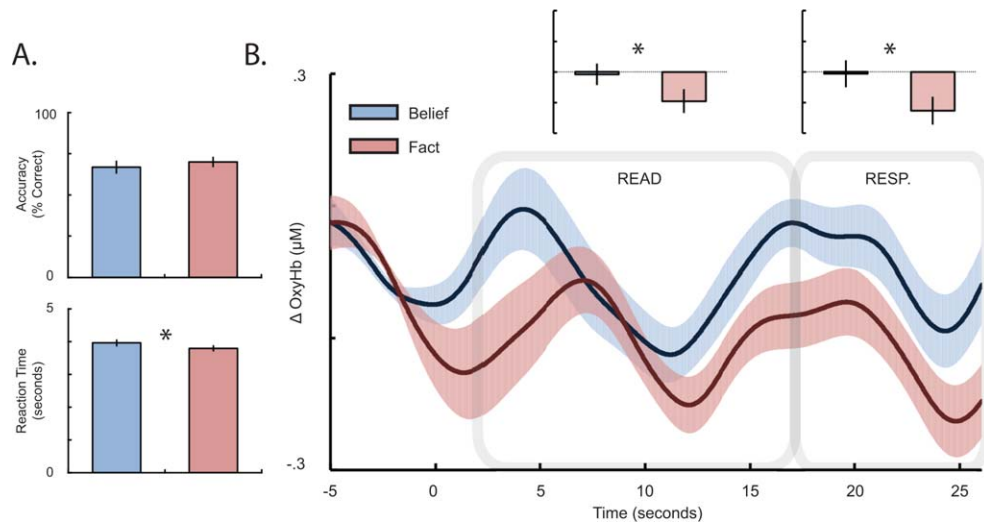 A.
100
Accuracy
(% Correct)
0
5
*
Reaction Time
(seconds)
0
B.
*
*
.3
Belief
Fact
READ
RESP.
Δ OxyHb (μM)
-.3
-5
0
5
10
15
20
25
Time (seconds)